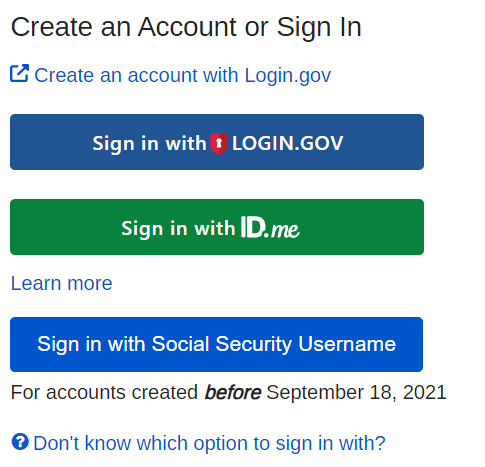 Create an Account or Sign In
Create an account with Login.gov
Sign in with LOGIN.GOV
Sign in with ID.me
Learn more
Sign in with Social Security Username
For accounts created before September 18, 2021
Don't know which option to sign in with?